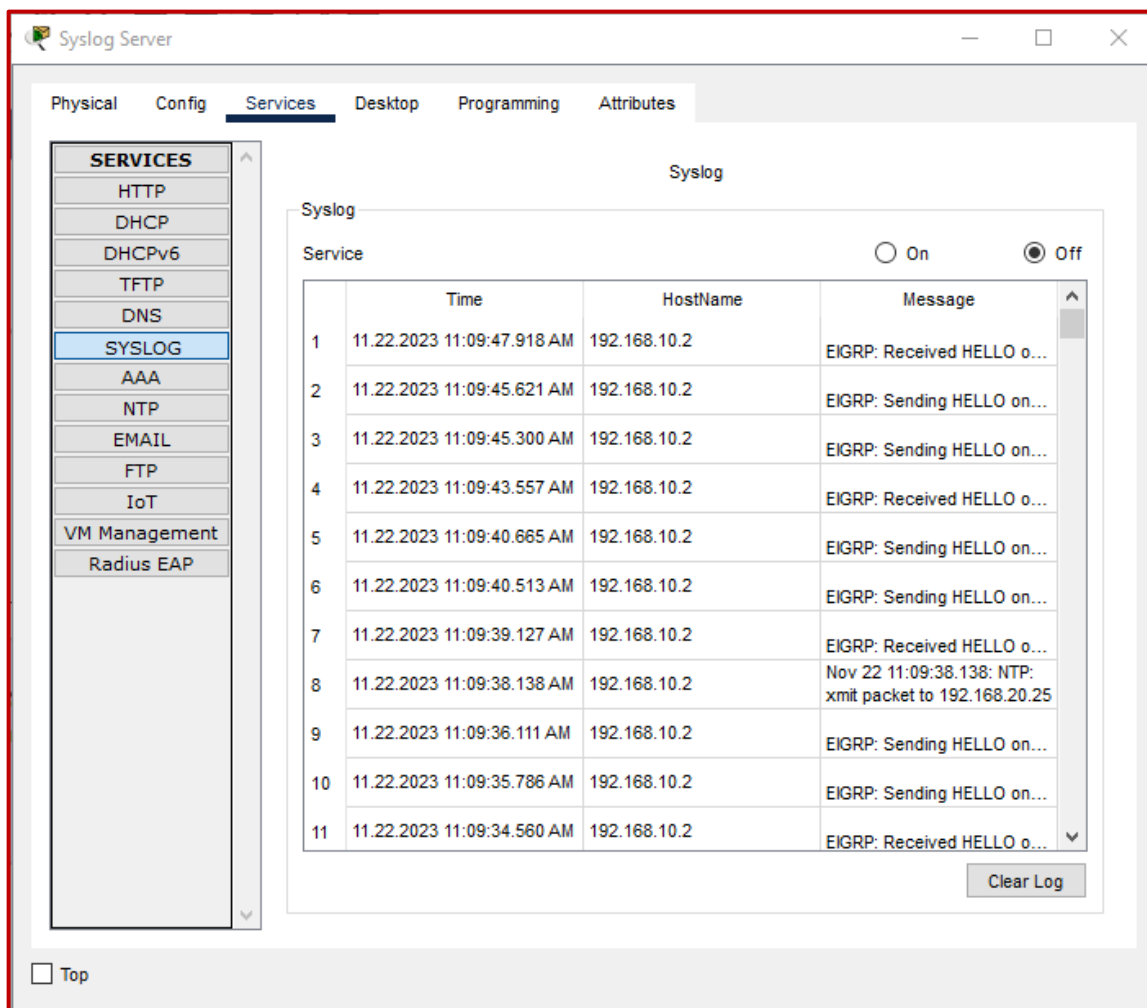 Syslog Server
Physical Config Services Desktop Programming Attributes
SERVICES
HTTP
DHCP
DHCPv6
TFTP
DNS
SYSLOG
AAA
NTP
EMAIL
FTP
IoT
VM Management
Radius EAP
Syslog
Syslog
Service On Off
Time HostName Message
1 11.22.2023 11:09:47.918 AM 192.168.10.2 EIGRP: Received HELLO o...
2 11.22.2023 11:09:45.621 AM 192.168.10.2 EIGRP: Sending HELLO on...
3 11.22.2023 11:09:45.300 AM 192.168.10.2 EIGRP: Sending HELLO on...
4 11.22.2023 11:09:43.557 AM 192.168.10.2 EIGRP: Received HELLO o...
5 11.22.2023 11:09:40.665 AM 192.168.10.2 EIGRP: Sending HELLO on...
6 11.22.2023 11:09:40.513 AM 192.168.10.2 EIGRP: Sending HELLO on...
7 11.22.2023 11:09:39.127 AM 192.168.10.2 EIGRP: Received HELLO o...
8 11.22.2023 11:09:38.138 AM 192.168.10.2 Nov 22 11:09:38.138: NTP:
xmit packet to 192.168.20.25
9 11.22.2023 11:09:36.111 AM 192.168.10.2 EIGRP: Sending HELLO on...
10 11.22.2023 11:09:35.786 AM 192.168.10.2 EIGRP: Sending HELLO on...
11 11.22.2023 11:09:34.560 AM 192.168.10.2 EIGRP: Received HELLO o...
Clear Log
Top